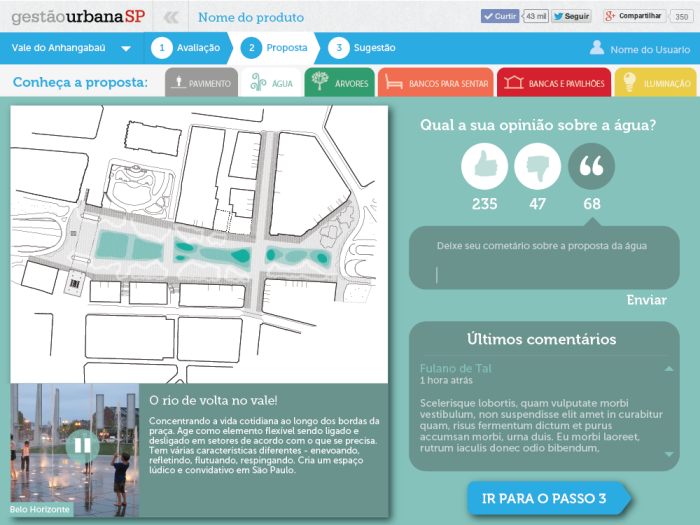 gestãourbanaSP
Nome do produto
Curtir 43 mil
Seguir
Compartilhar 350
Vale do Anhangabaú
1 Avaliação
2 Proposta
3 Sugestão
Nome do Usuario
Conheça a proposta:
PAVIMENTO
ÁGUA
ÁRVORES
BANCOS PARA SENTAR
BANCAS E PAVILHÕES
ILUMINAÇÃO
Qual a sua opinião sobre a água?
235 47 68
Deixe seu cometário sobre a proposta da água
Enviar
Últimos comentários
Fulano de Tal
1 hora atrás
Scelerisque lobortis, quam vulputate morbi
vestibulum, non suspendisse elit amet in curabitur
quam, risus fermentum dictum et purus
accumsan morbi, urna duis. Eu morbi laoreet,
rutrum iaculis donec odio bibendum,
O rio de volta no vale!
Concentrando a vida cotidiana ao longo dos bordas da
praça. Age como elemento flexível sendo ligado e
desligado em setores de acordo com o que se precisa.
Tem várias características diferentes - enevoando,
refletindo, flutuando, respingando. Cria um espaço
lúdico e convidativo em São Paulo.
Belo Horizonte
IR PARA O PASSO 3